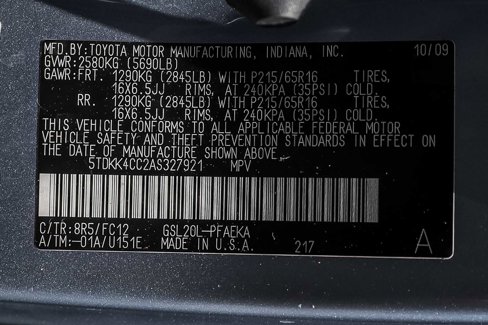 MFD.BY:TOYOTA MOTOR MANUFACTURING, INDIANA, INC. 10/09
GVWR:2580KG (5690LB)
GAWR:FRT. 1290KG (2845LB) WITH P215/65R16 TIRES,
16X6.5JJ RIMS, AT 240KPA (35PSI) COLD.
RR. 1290KG (2845LB) WITH P215/65R16 TIRES,
16X6.5JJ RIMS, AT 240KPA (35PSI) COLD.
THIS VEHICLE CONFORMS TO ALL APPLICABLE FEDERAL MOTOR
VEHICLE SAFETY AND THEFT PREVENTION STANDARDS IN EFFECT ON
THE DATE OF MANUFACTURE SHOWN ABOVE.
5TDKK4CC2AS327921 MPV
C/TR:8R5/FC12 GSL20L-PFAEKA
A/TM:-01A/U151E MADE IN U.S.A. 217 A